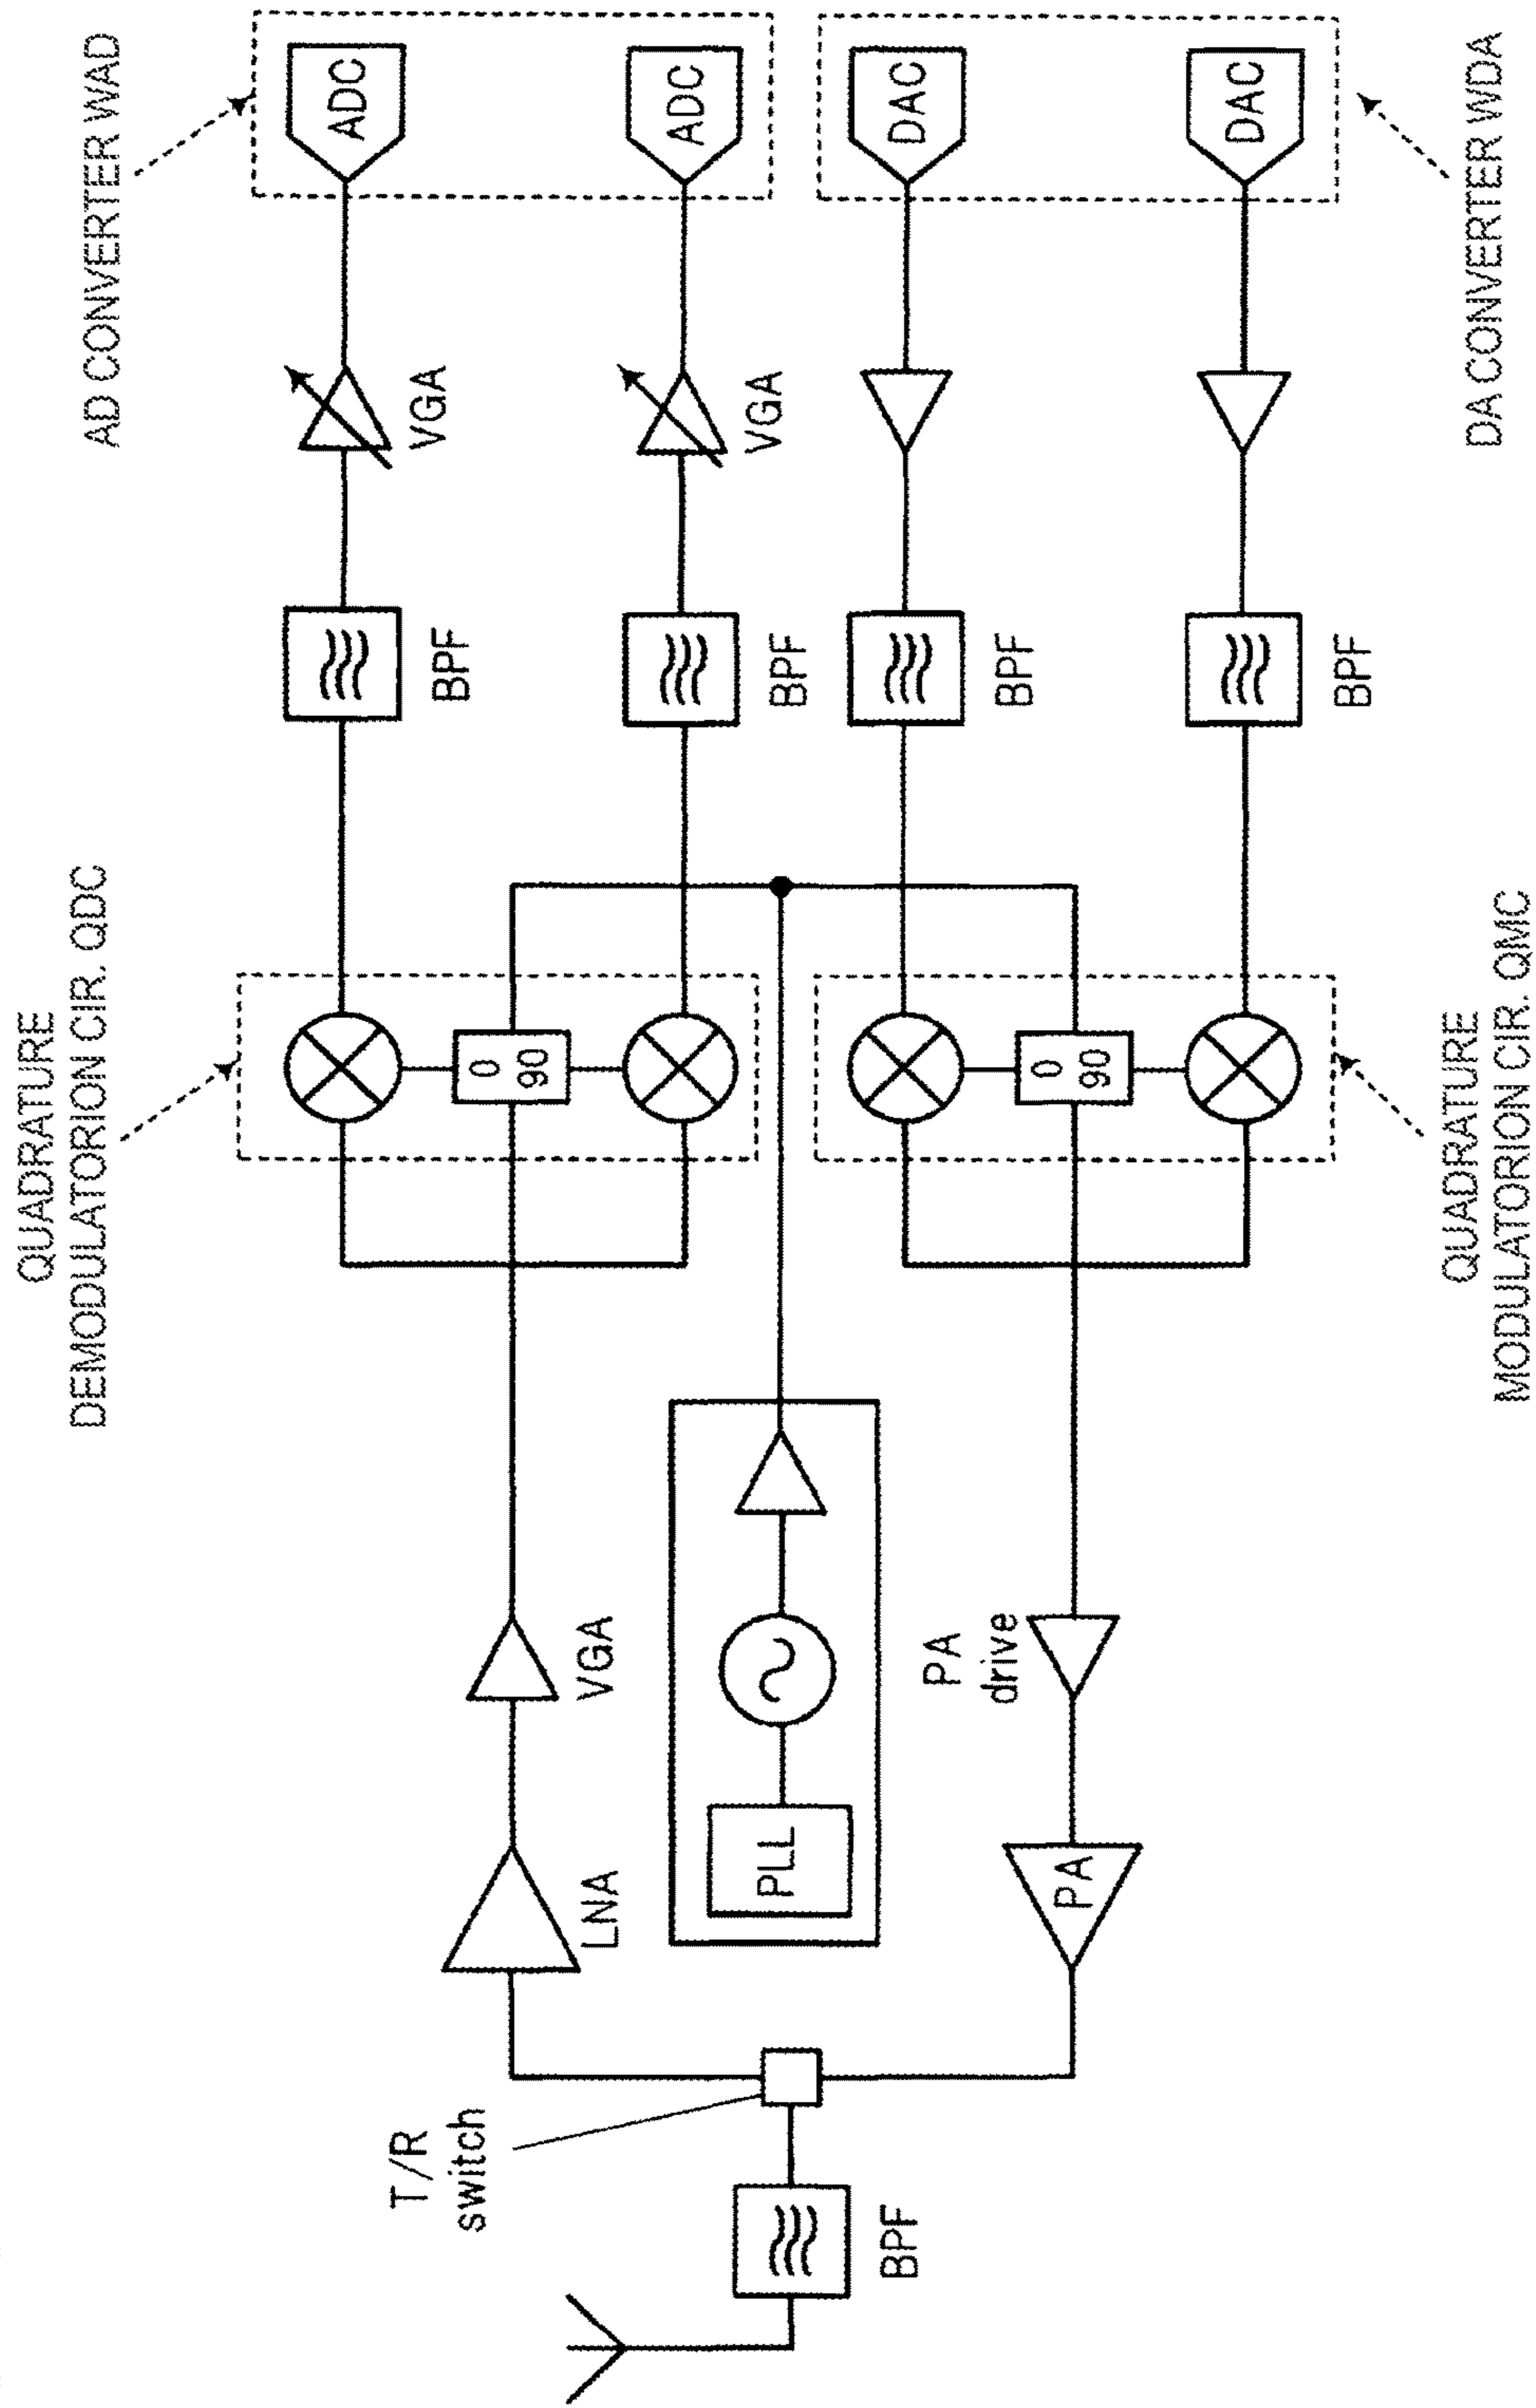 QUADRATURE
DEMODULATORION CIR. QDC
AD CONVERTER WAD
ADC
VGA
BPF
0
90
ADC
VGA
BPF
T/R
switch
LNA
VGA
BPF
PLL
PA
drive
PA
DAC
BPF
0
90
DAC
BPF
QUADRATURE
MODULATORION CIR. QMC
DA CONVERTER WDA